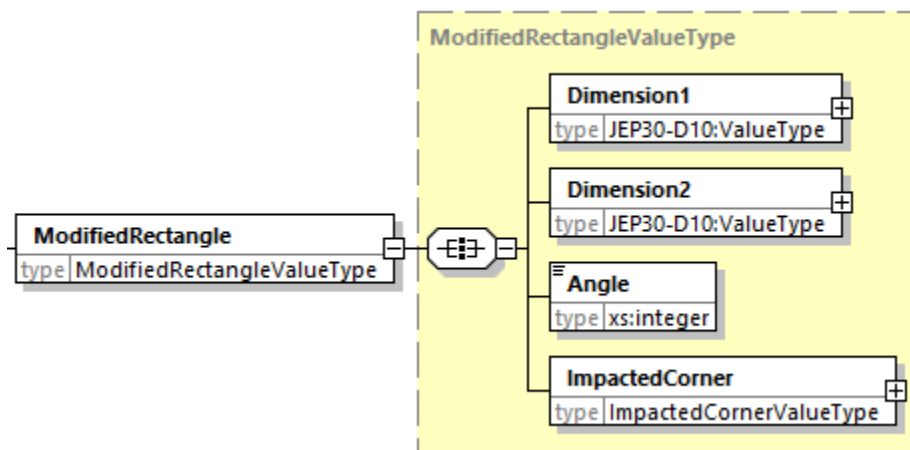 ModifiedRectangleValueType
Dimension1
type JEP30-D10:ValueType
Dimension2
type JEP30-D10:ValueType
ModifiedRectangle
type ModifiedRectangleValueType
Angle
type xs:integer
ImpactedCorner
type ImpactedCornerValueType